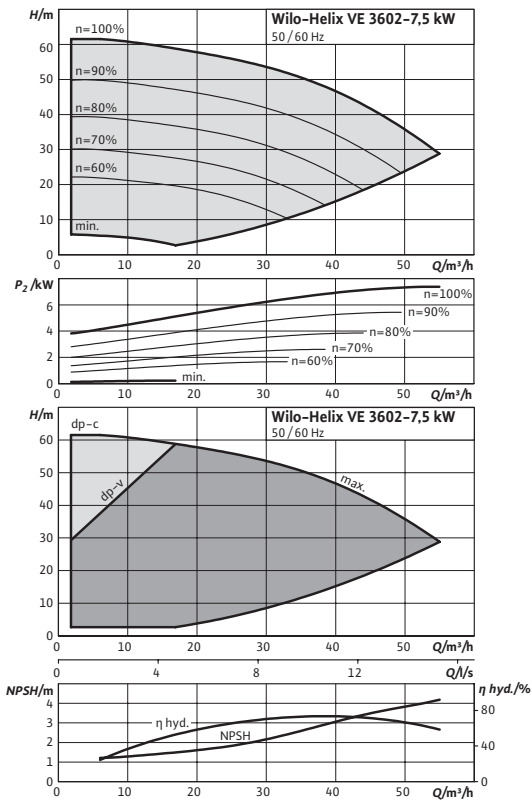 H/m
Wilo-Helix VE 3602-7,5 kW
50/60 Hz
n=100%
60
n=90%
50
n=80%
40
n=70%
30
n=60%
20
10
min.
0
0 10 20 30 40 50 Q/m³/h
P₂/kW
n=100%
6
n=90%
4
n=80%
n=70%
2
n=60%
min.
0
0 10 20 30 40 50 Q/m³/h
H/m
Wilo-Helix VE 3602-7,5 kW
50/60 Hz
dp-c
60
dp-v
max.
50
40
30
20
10
0
0 10 20 30 40 50 Q/m³/h
0 4 8 12 Q/l/s
NPSH/m
η hyd./%
4
80
3
η hyd.
2
NPSH
40
1
0
0
0 10 20 30 40 50 Q/m³/h